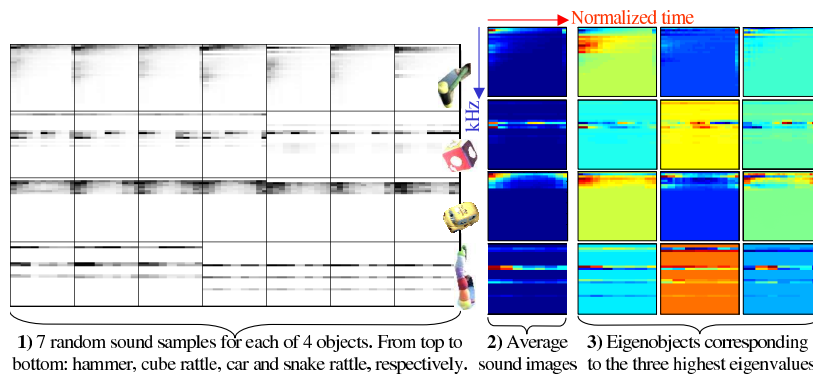 Normalized time
kHz
1) 7 random sound samples for each of 4 objects. From top to
bottom: hammer, cube rattle, car and snake rattle, respectively.
2) Average
sound images
3) Eigenobjects corresponding
to the three highest eigenvalues